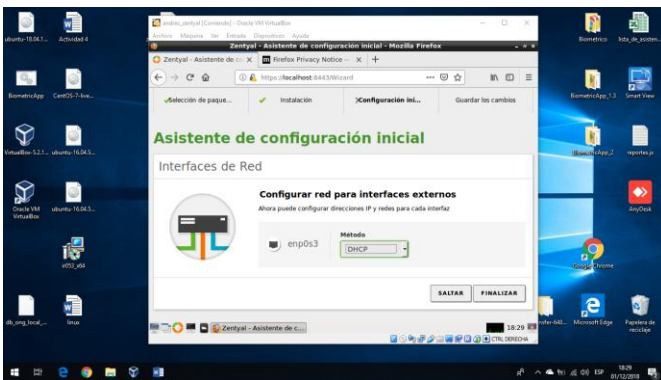 andres_zentyal [Corriendo] - Oracle VM VirtualBox
Archivo Máquina Ver Entrada Dispositivos Ayuda
Zentyal - Asistente de configuración inicial - Mozilla Firefox
Zentyal - Asistente de co
Firefox Privacy Notice —
https://localhost:8443/Wizard
Selección de paque...
Instalación
Configuración ini...
Guardar los cambios
Asistente de configuración inicial
Interfaces de Red
Configurar red para interfaces externos
Ahora puede configurar direcciones IP y redes para cada interfaz
enp0s3
Método
DHCP
SALTAR
FINALIZAR
Zentyal - Asistente de c...
18:29
CTRL DERECHA
ubuntu-18.04.1...
Actividad 4
BiometricApp
CentOS-7-live...
VirtualBox-5.2.1...
ubuntu-16.04.5...
Oracle VM
VirtualBox
ubuntu-16.04.5...
e053_x64
db_ong_local_...
linux
Biometrico
lista_de_asisten...
BiometricApp_1.3
Smart View
BiometricApp_2
reportes.js
AnyDesk
Google Chrome
Microsoft Edge
Papelera de
reciclaje
ESP
18:29
01/12/2018